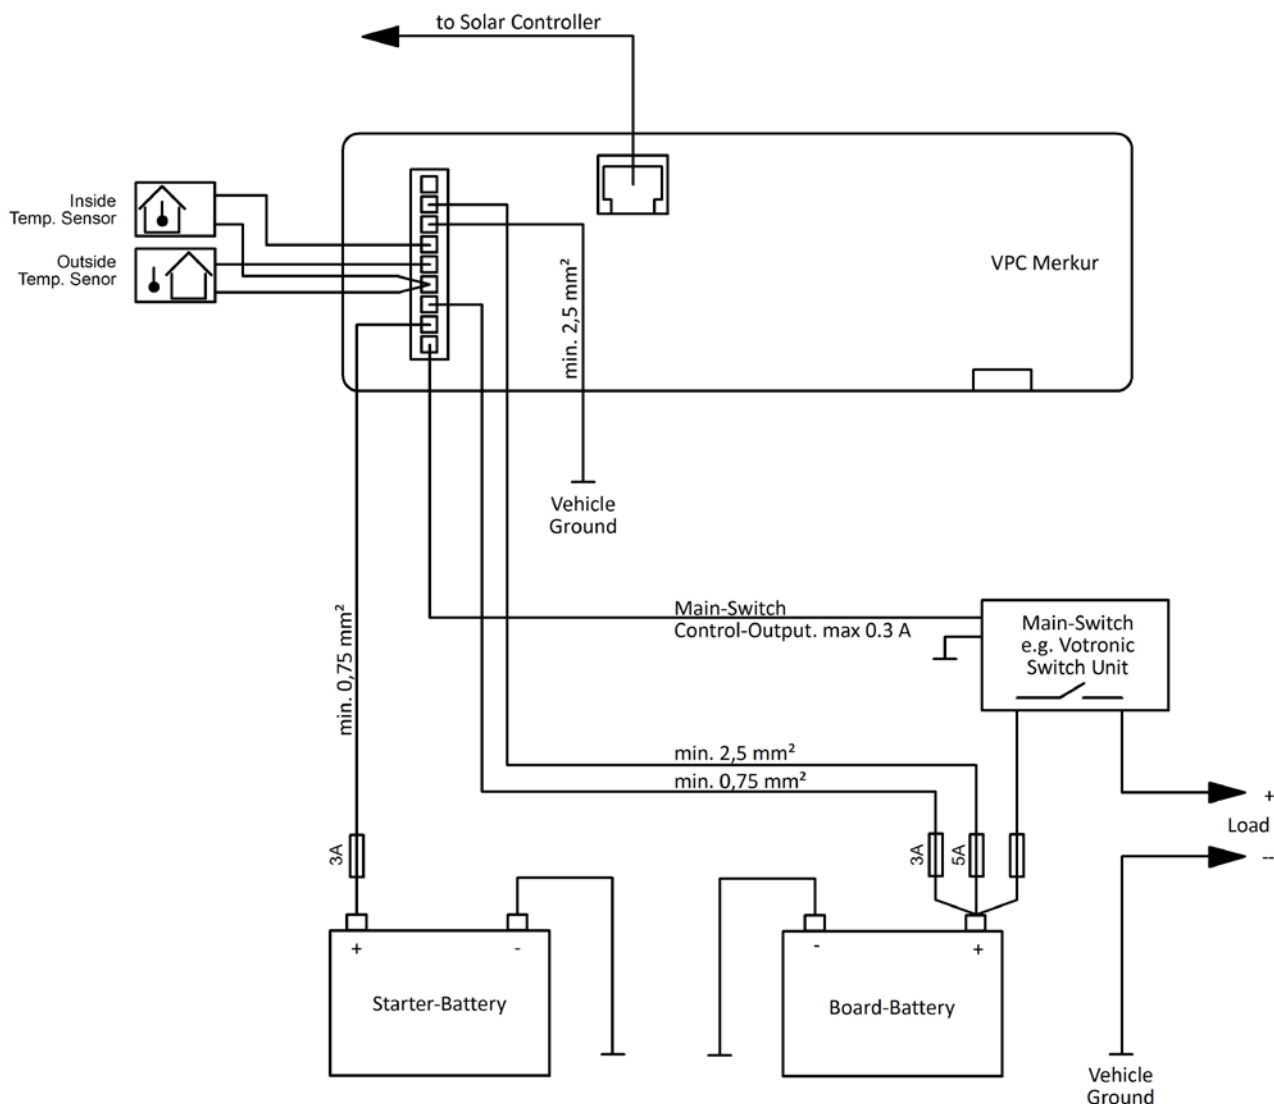 to Solar Controller
Inside
Temp. Sensor
Outside
Temp. Senor
VPC Merkur
min. 2,5 mm²
Vehicle
Ground
min. 0,75 mm²
Main-Switch
Control-Output. max 0.3 A
Main-Switch
e.g. Votronic
Switch Unit
min. 2,5 mm²
min. 0,75 mm²
+
Load
--
3A
3A
5A
+
-
-
+
Starter-Battery
Board-Battery
Vehicle
Ground